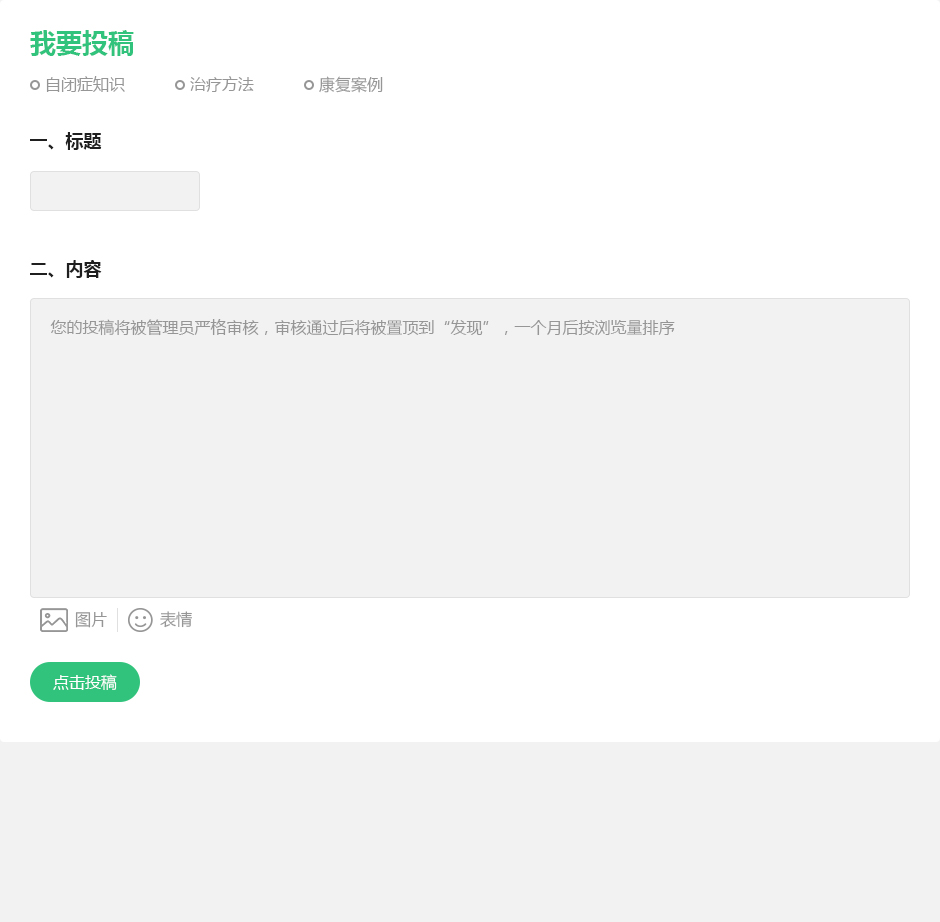 我要投稿
自闭症知识 治疗方法 康复案例
一、标题
二、内容
您的投稿将被管理员严格审核，审核通过后将被置顶到“发现”，一个月后按浏览量排序
图片 表情
点击投稿